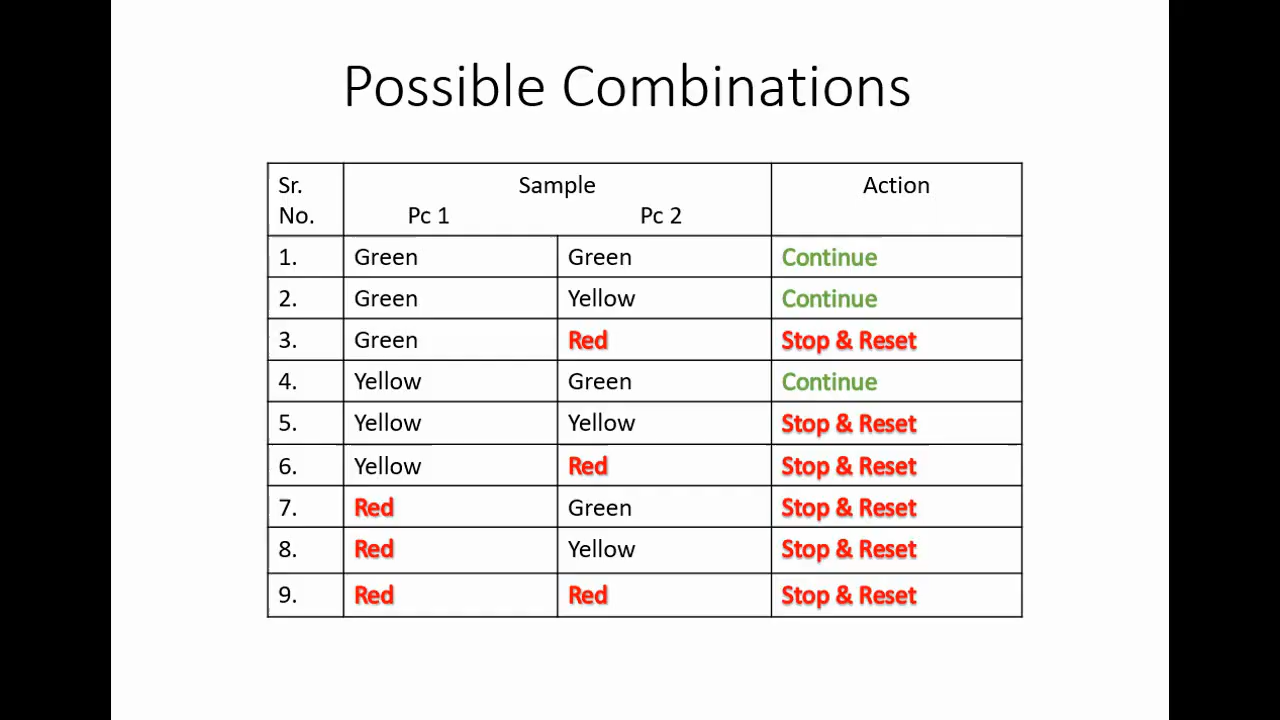 Possible Combinations
Sr. Sample Action
No. Pc 1 Pc 2
1. Green Green Continue
2. Green Yellow Continue
3. Green Red Stop & Reset
4. Yellow Green Continue
5. Yellow Yellow Stop & Reset
6. Yellow Red Stop & Reset
7. Red Green Stop & Reset
8. Red Yellow Stop & Reset
9. Red Red Stop & Reset